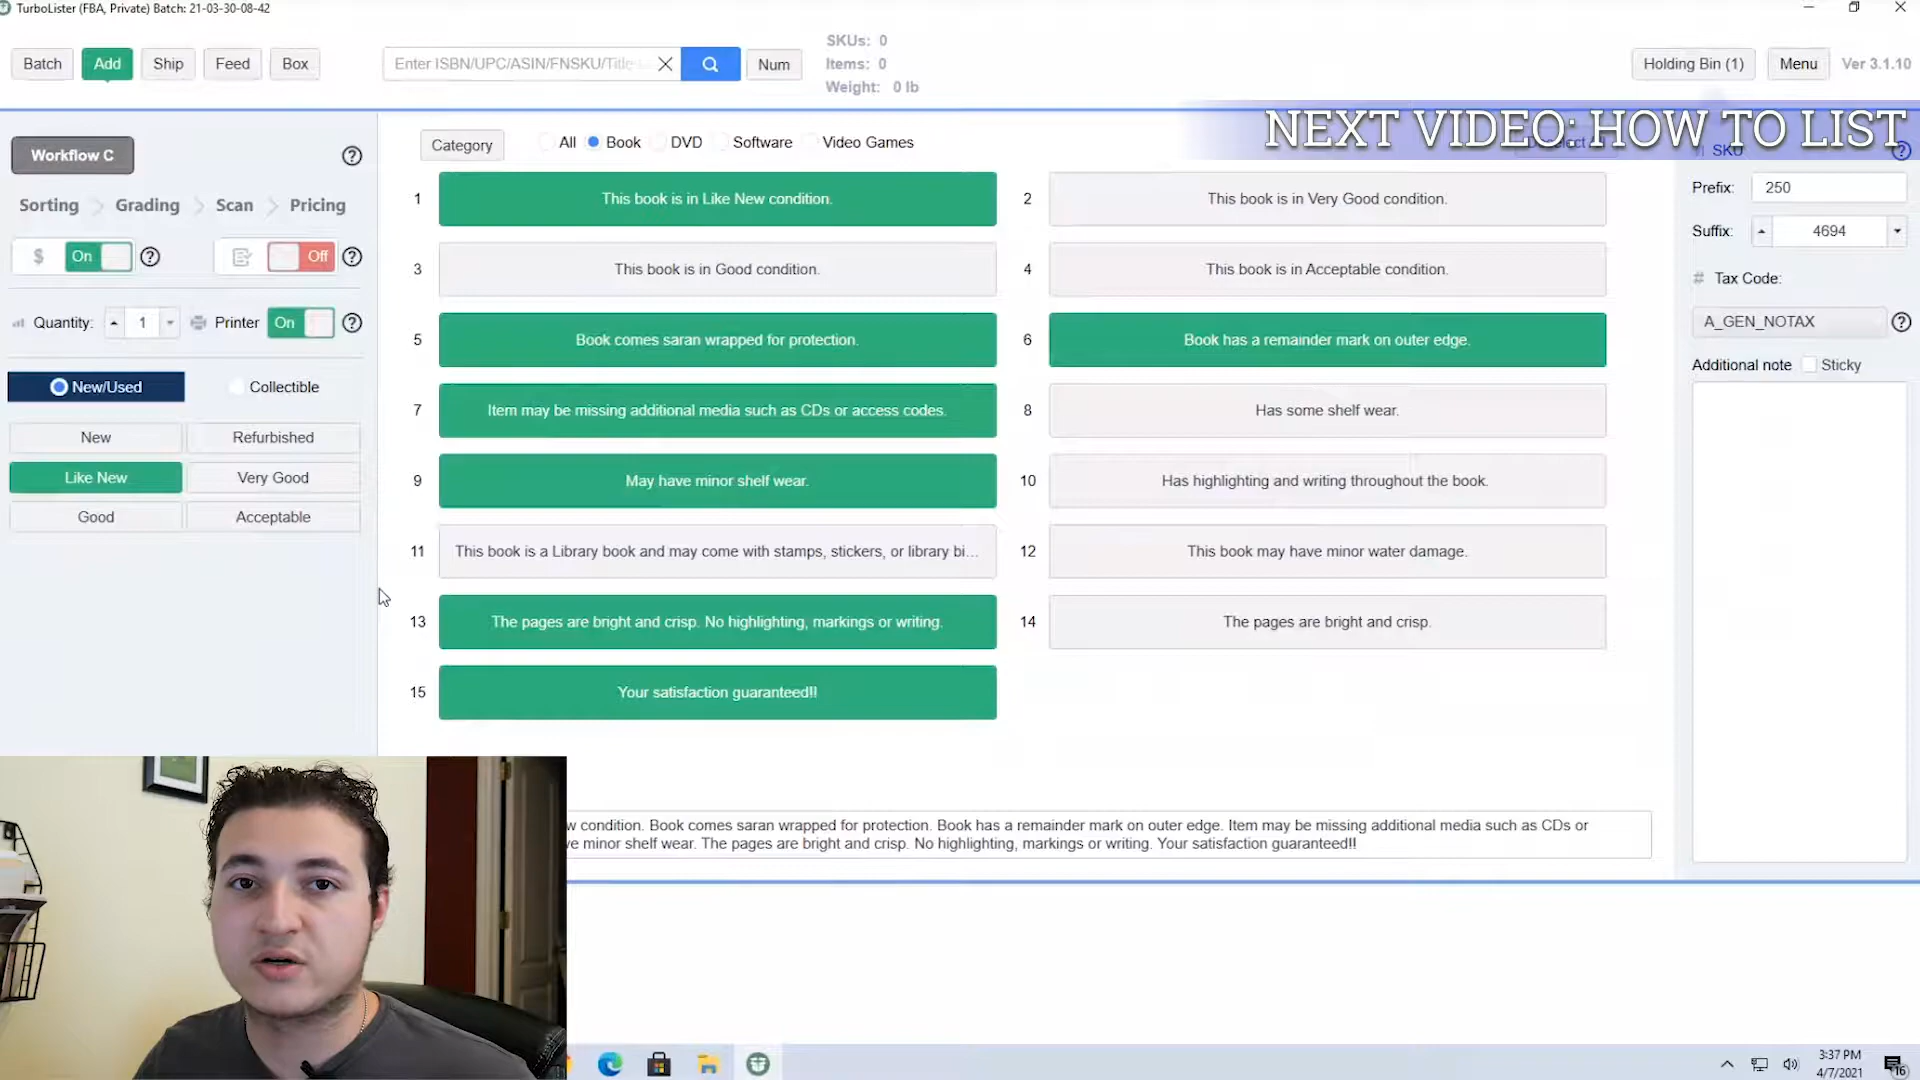 TurboLister (FBA, Private) Batch: 21-03-30-08-42
Batch
Add
Ship
Feed
Box
Enter ISBN/UPC/ASIN/FNSKU/Title
Num
SKUs: 0
Items: 0
Weight: 0 lb
Holding Bin (1)
Menu
Ver 3.1.10
NEXT VIDEO: HOW TO LIST
Workflow C
Sorting
Grading
Scan
Pricing
$
On
Off
Quantity:
1
Printer
On
New/Used
Collectible
New
Refurbished
Like New
Very Good
Good
Acceptable
Category
All
Book
DVD
Software
Video Games
1
This book is in Like New condition.
2
This book is in Very Good condition.
3
This book is in Good condition.
4
This book is in Acceptable condition.
5
Book comes saran wrapped for protection.
6
Book has a remainder mark on outer edge.
7
Item may be missing additional media such as CDs or access codes.
8
Has some shelf wear.
9
May have minor shelf wear.
10
Has highlighting and writing throughout the book.
11
This book is a Library book and may come with stamps, stickers, or library bi...
12
This book may have minor water damage.
13
The pages are bright and crisp. No highlighting, markings or writing.
14
The pages are bright and crisp.
15
Your satisfaction guaranteed!!
SKU
Prefix:
250
Suffix:
4694
# Tax Code:
A_GEN_NOTAX
Additional note
Sticky
w condition. Book comes saran wrapped for protection. Book has a remainder mark on outer edge. Item may be missing additional media such as CDs or
ve minor shelf wear. The pages are bright and crisp. No highlighting, markings or writing. Your satisfaction guaranteed!!
3:37 PM
4/7/2021
16